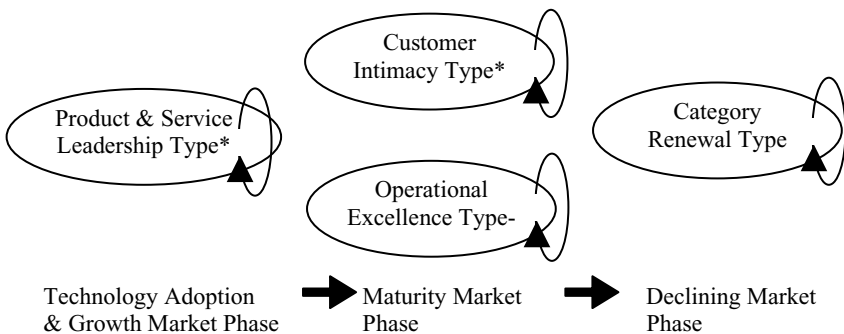 Customer
Intimacy Type*
Product & Service
Leadership Type*
Category
Renewal Type
Operational
Excellence Type-
Technology Adoption
& Growth Market Phase
Maturity Market
Phase
Declining Market
Phase